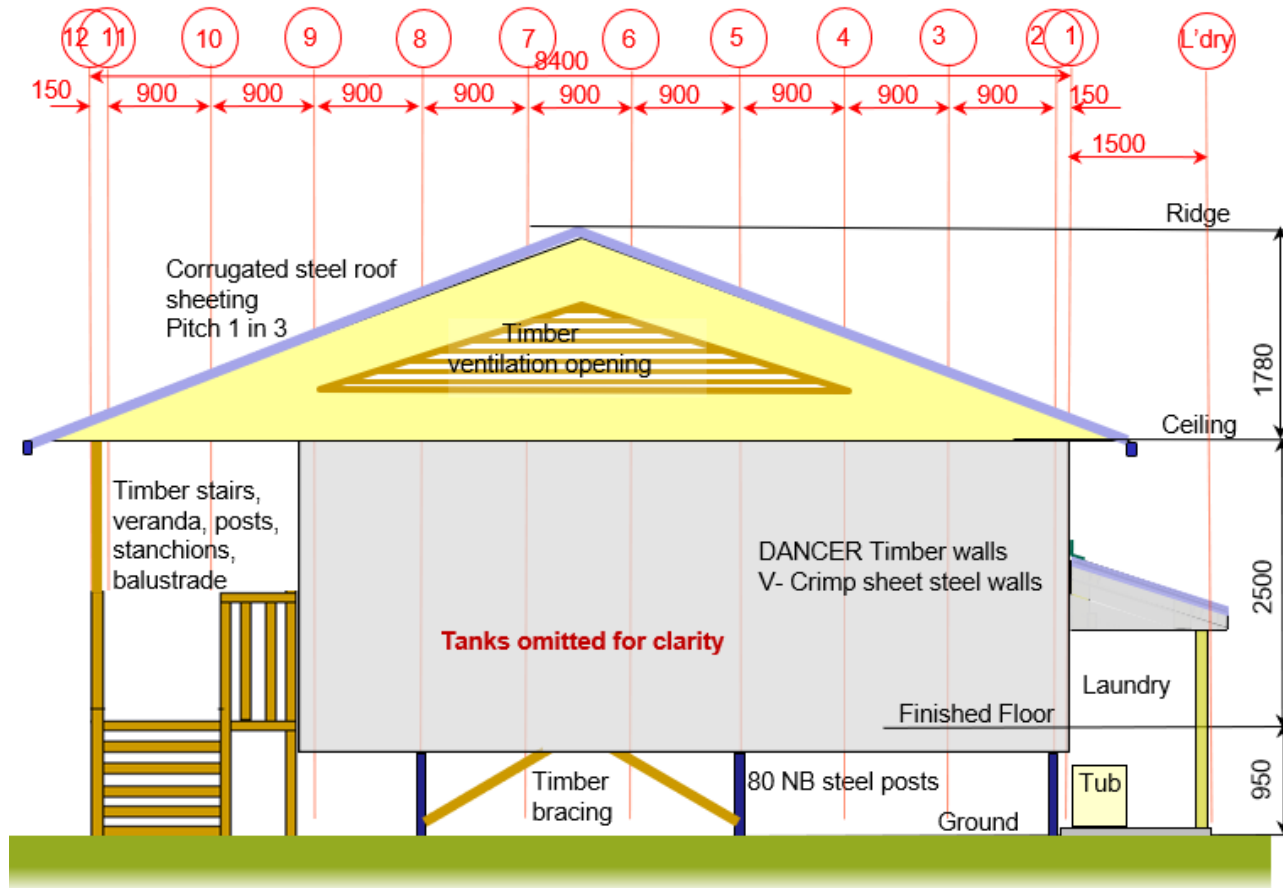 12 11 10 9 8 7 6 5 4 3 2 1 L'dry
8400
150 900 900 900 900 900 900 900 900 900 150
1500
Ridge
Corrugated steel roof
sheeting
Pitch 1 in 3
Timber
ventilation opening
1780
Ceiling
Timber stairs,
veranda, posts,
stanchions,
balustrade
DANCER Timber walls
V- Crimp sheet steel walls
2500
Tanks omitted for clarity
Laundry
Finished Floor
Timber
bracing
80 NB steel posts
Tub
950
Ground